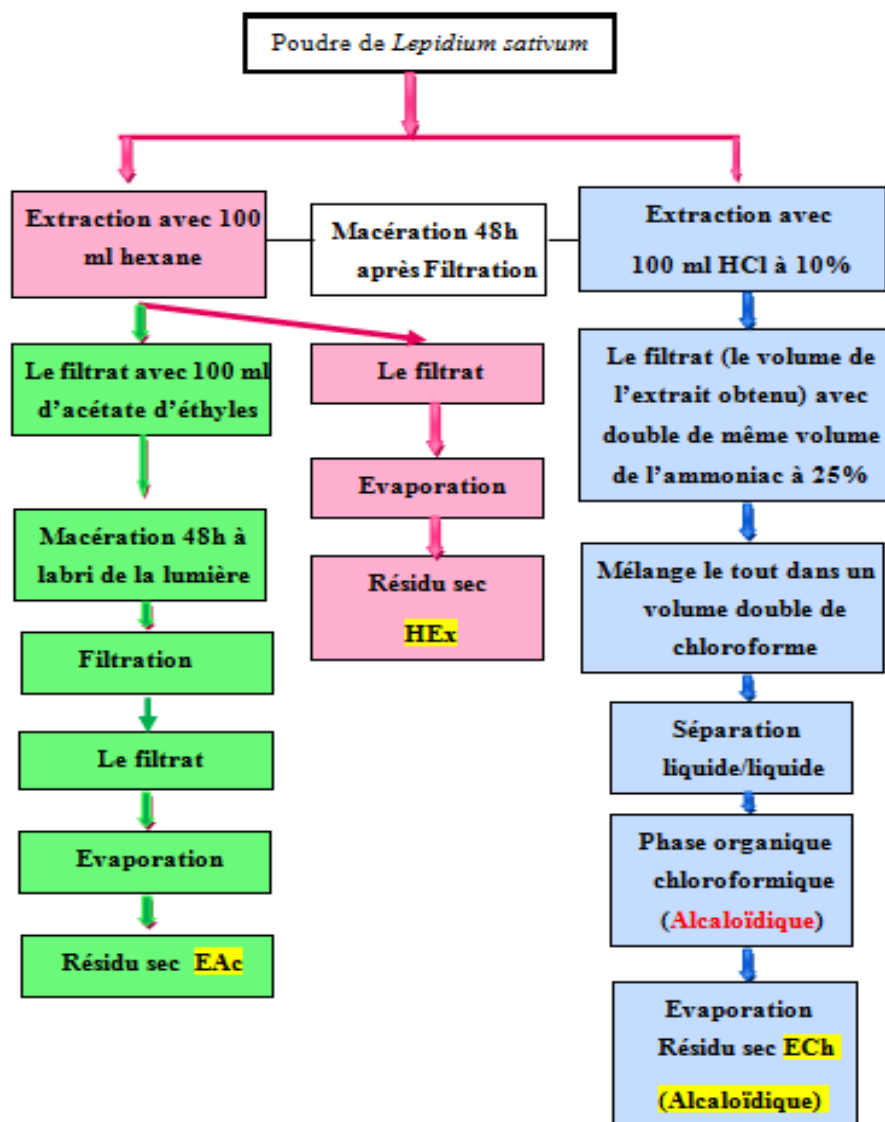 Poudre de Lepidium sativum
Extraction avec 100
ml hexane
Macération 48h
après Filtration
Extraction avec
100 ml HCl à 10%
Le filtrat avec 100 ml
d’acétate d’éthyles
Le filtrat
Le filtrat (le volume de
l’extrait obtenu) avec
double de même volume
de l’ammoniac à 25%
Evaporation
Macération 48h à
labri de la lumière
Résidu sec
HEx
Mélange le tout dans un
volume double de
chloroforme
Filtration
Le filtrat
Séparation
liquide/liquide
Evaporation
Phase organique
chloroformique
(Alcaloïdique)
Résidu sec EAc
Evaporation
Résidu sec ECh
(Alcaloïdique)